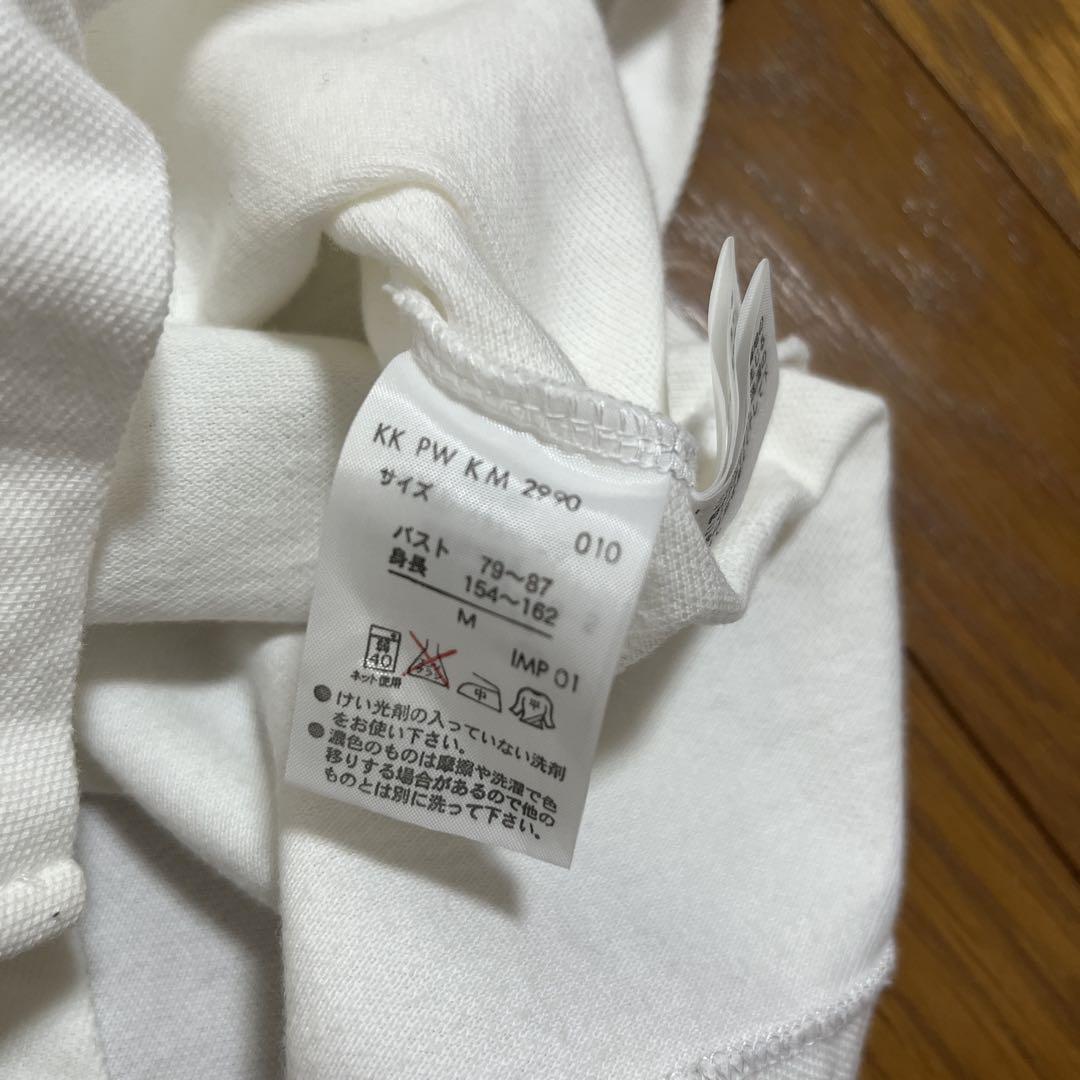 KK PW KM 2990
サイズ 010
バスト 79～87
身長 154～162
M
IMP 01
弱 40 中 平
ネット使用
●けい光剤の入っていない洗剤
をお使い下さい。
●濃色のものは摩擦や洗濯で色
移りする場合があるので他の
ものとは別に洗って下さい。